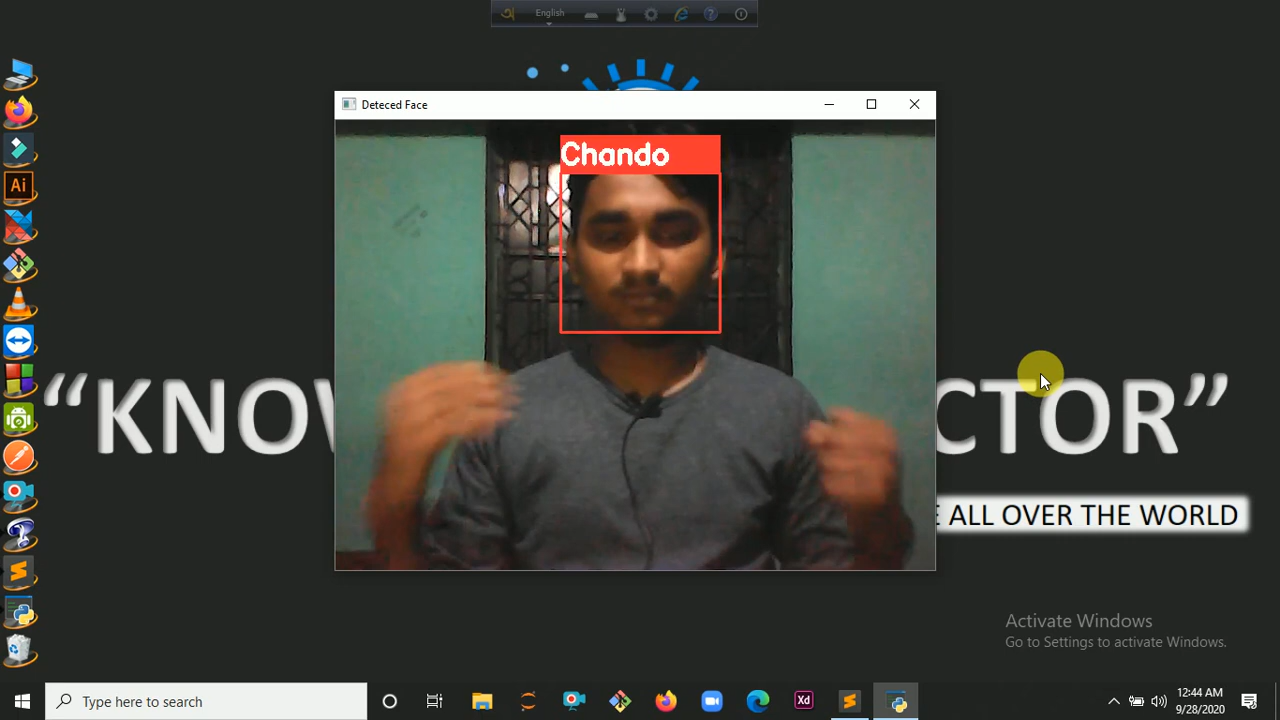 অ English
Deteced Face
Chando
Ai
“KNOW CTOR”
E ALL OVER THE WORLD
Activate Windows
Go to Settings to activate Windows.
Type here to search
Xd
12:44 AM
9/28/2020